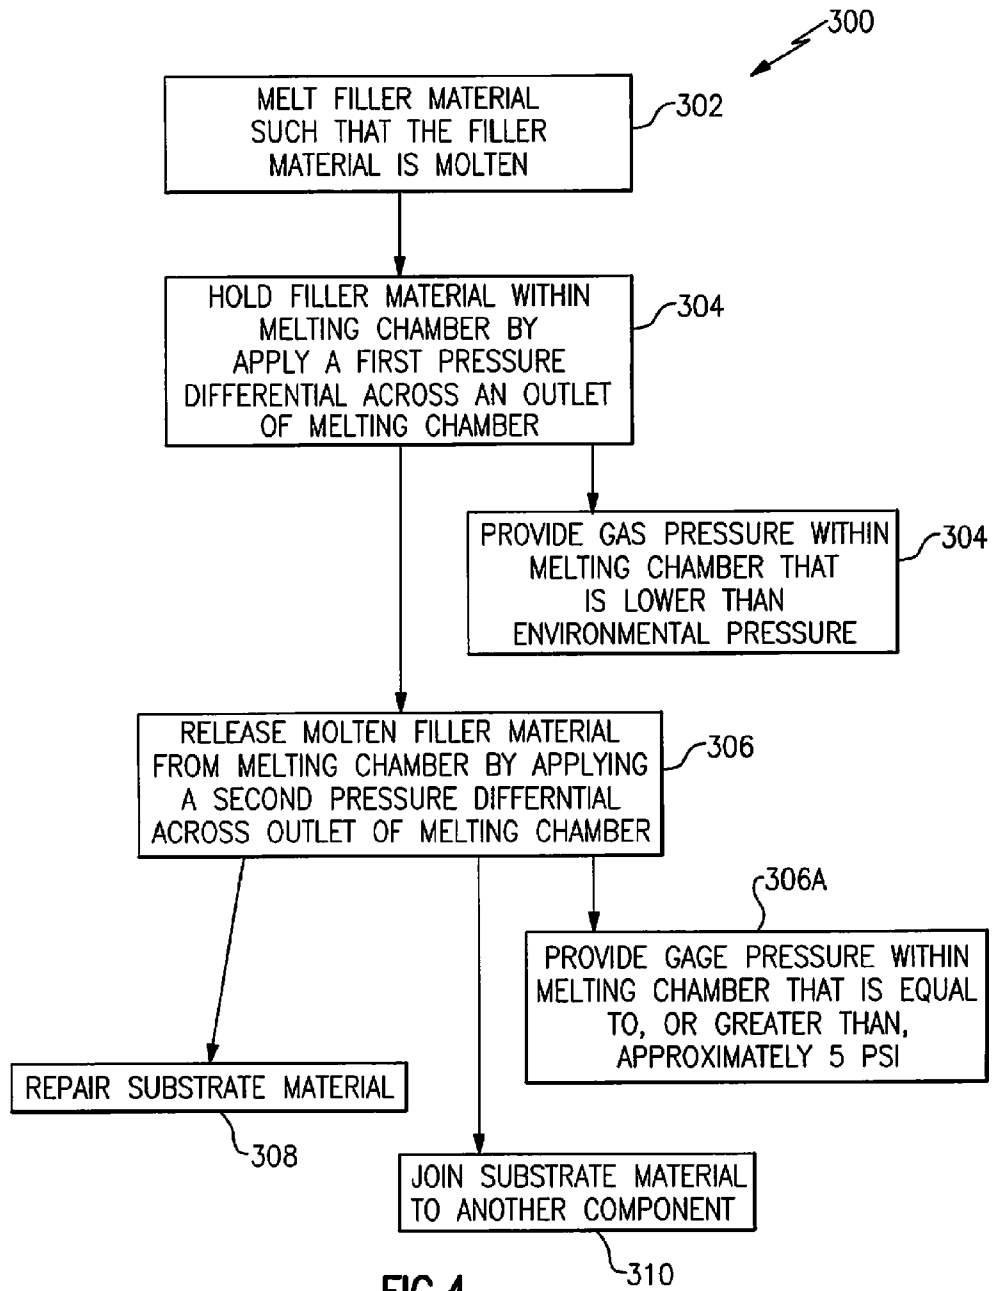 300
MELT FILLER MATERIAL
SUCH THAT THE FILLER
MATERIAL IS MOLTEN
302
HOLD FILLER MATERIAL WITHIN
MELTING CHAMBER BY
APPLY A FIRST PRESSURE
DIFFERENTIAL ACROSS AN OUTLET
OF MELTING CHAMBER
304
PROVIDE GAS PRESSURE WITHIN
MELTING CHAMBER THAT
IS LOWER THAN
ENVIRONMENTAL PRESSURE
304
RELEASE MOLTEN FILLER MATERIAL
FROM MELTING CHAMBER BY APPLYING
A SECOND PRESSURE DIFFERNTIAL
ACROSS OUTLET OF MELTING CHAMBER
306
306A
PROVIDE GAGE PRESSURE WITHIN
MELTING CHAMBER THAT IS EQUAL
TO, OR GREATER THAN,
APPROXIMATELY 5 PSI
REPAIR SUBSTRATE MATERIAL
308
JOIN SUBSTRATE MATERIAL
TO ANOTHER COMPONENT
310
FIG.4